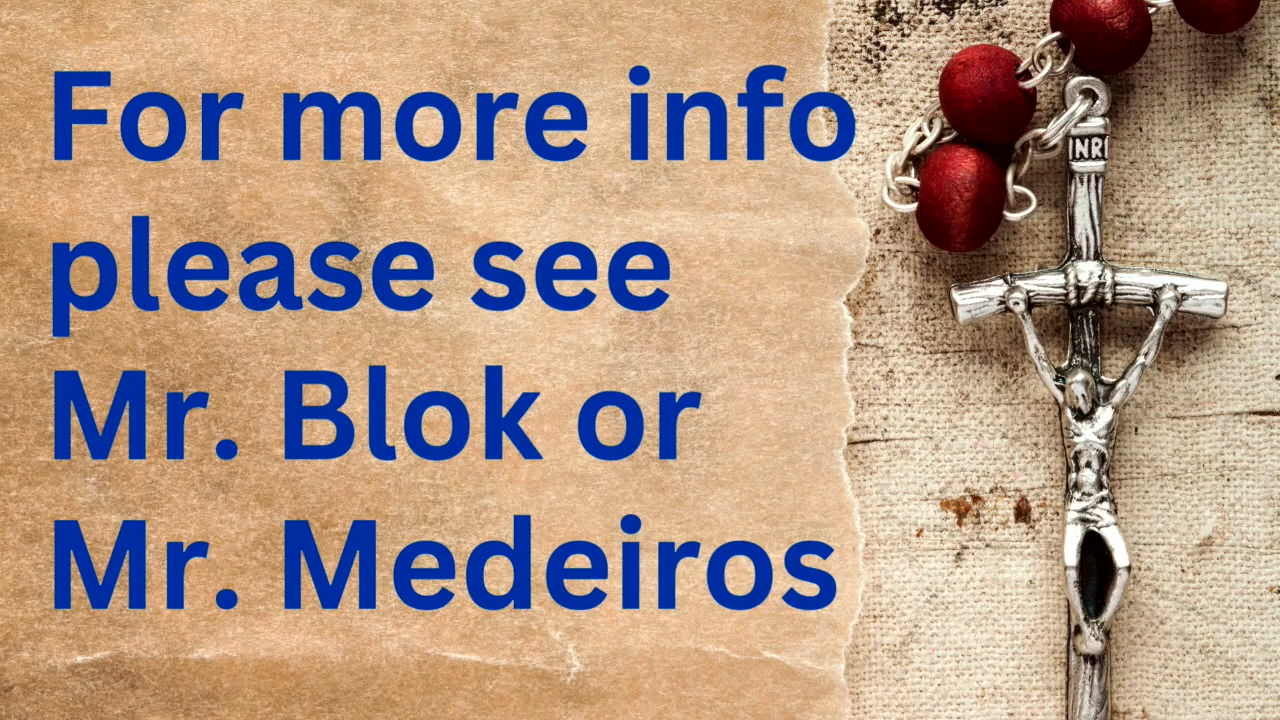 For more info
please see
Mr. Blok or
Mr. Medeiros
INRI